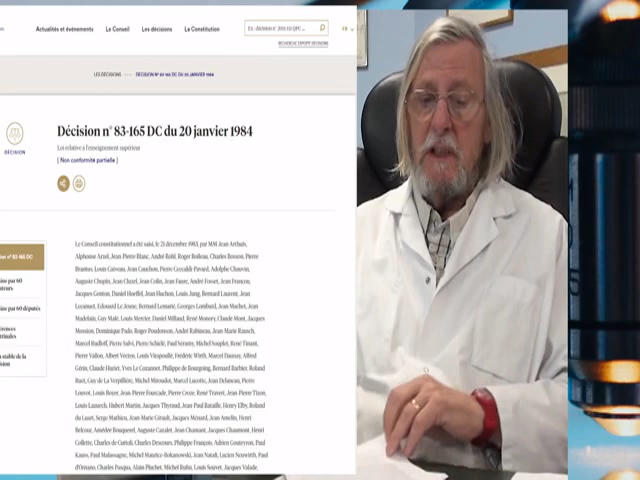 Actualités et événements Le Conseil Les décisions La Constitution
FR
RECHERCHE EXPERTE DÉCISIONS
LES DÉCISIONS DÉCISION N° 83-165 DC DU 20 JANVIER 1984
Décision n° 83-165 DC du 20 janvier 1984
Loi relative à l'enseignement supérieur
[ Non conformité partielle ]
DÉCISION
n° 83-165 DC
par 60
par 60 députés
Le Conseil constitutionnel a été saisi, le 21 décembre 1983, par MM Jean Arthuis,
Alphonse Arzel, Jean-Pierre Blanc, André Bohl, Roger Boileau, Charles Bosson, Pierre
Brantus, Louis Caiveau, Jean Cauchon, Pierre Ceccaldi-Pavard, Adolphe Chauvin,
Auguste Chupin, Jean Cluzel, Jean Colin, Jean Faure, André Fosset, Jean Francou,
Jacques Genton, Daniel Hoeffel, Jean Huchon, Louis Jung, Bernard Laurent, Jean
Lecanuet, Edouard Le Jeune, Bernard Lemarié, Georges Lombard, Jean Machet, Jean
Madelain, Guy Malé, Louis Mercier, Daniel Millaud, René Monory, Claude Mont, Jacques
Mossion, Dominique Pado, Roger Poudonson, André Rabineau, Jean-Marie Rausch,
Marcel Rudloff, Pierre Salvi, Pierre Schiélé, Paul Séramy, Michel Souplet, René Tinant,
Pierre Vallon, Albert Vecten, Louis Virapoullé, Frédéric Wirth, Marcel Daunay, Alfred
Gérin, Claude Huriet, Yves Le Cozannet, Philippe de Bourgoing, Bernard Barbier, Roland
Ruet, Guy de La Verpillière, Michel Miroudot, Marcel Lucotte, Jean Delaneau, Pierre
Louvot, Louis Boyer, Jean-Pierre Fourcade, Pierre Croze, René Travert, Jean-Pierre Tizon,
Louis Lazuech, Hubert Martin, Jacques Thyraud, Jean-Paul Bataille, Henry Elby, Roland
du Luart, Serge Mathieu, Jean-Marie Girault, Jacques Ménard, Jean Amelin, Henri
Belcour, Amédée Bouquerel, Auguste Cazalet, Jean Chamant, Jacques Chaumont, Henri
Collette, Charles de Cuttoli, Charles Descours, Philippe François, Adrien Gouteyron, Paul
Kauss, Paul Malassagne, Michel Maurice-Bokanowski, Jean Natali, Lucien Neuwirth, Paul
d'Ornano, Charles Pasqua, Alain Pluchet, Michel Rufin, Louis Souvet, Jacques Valade,